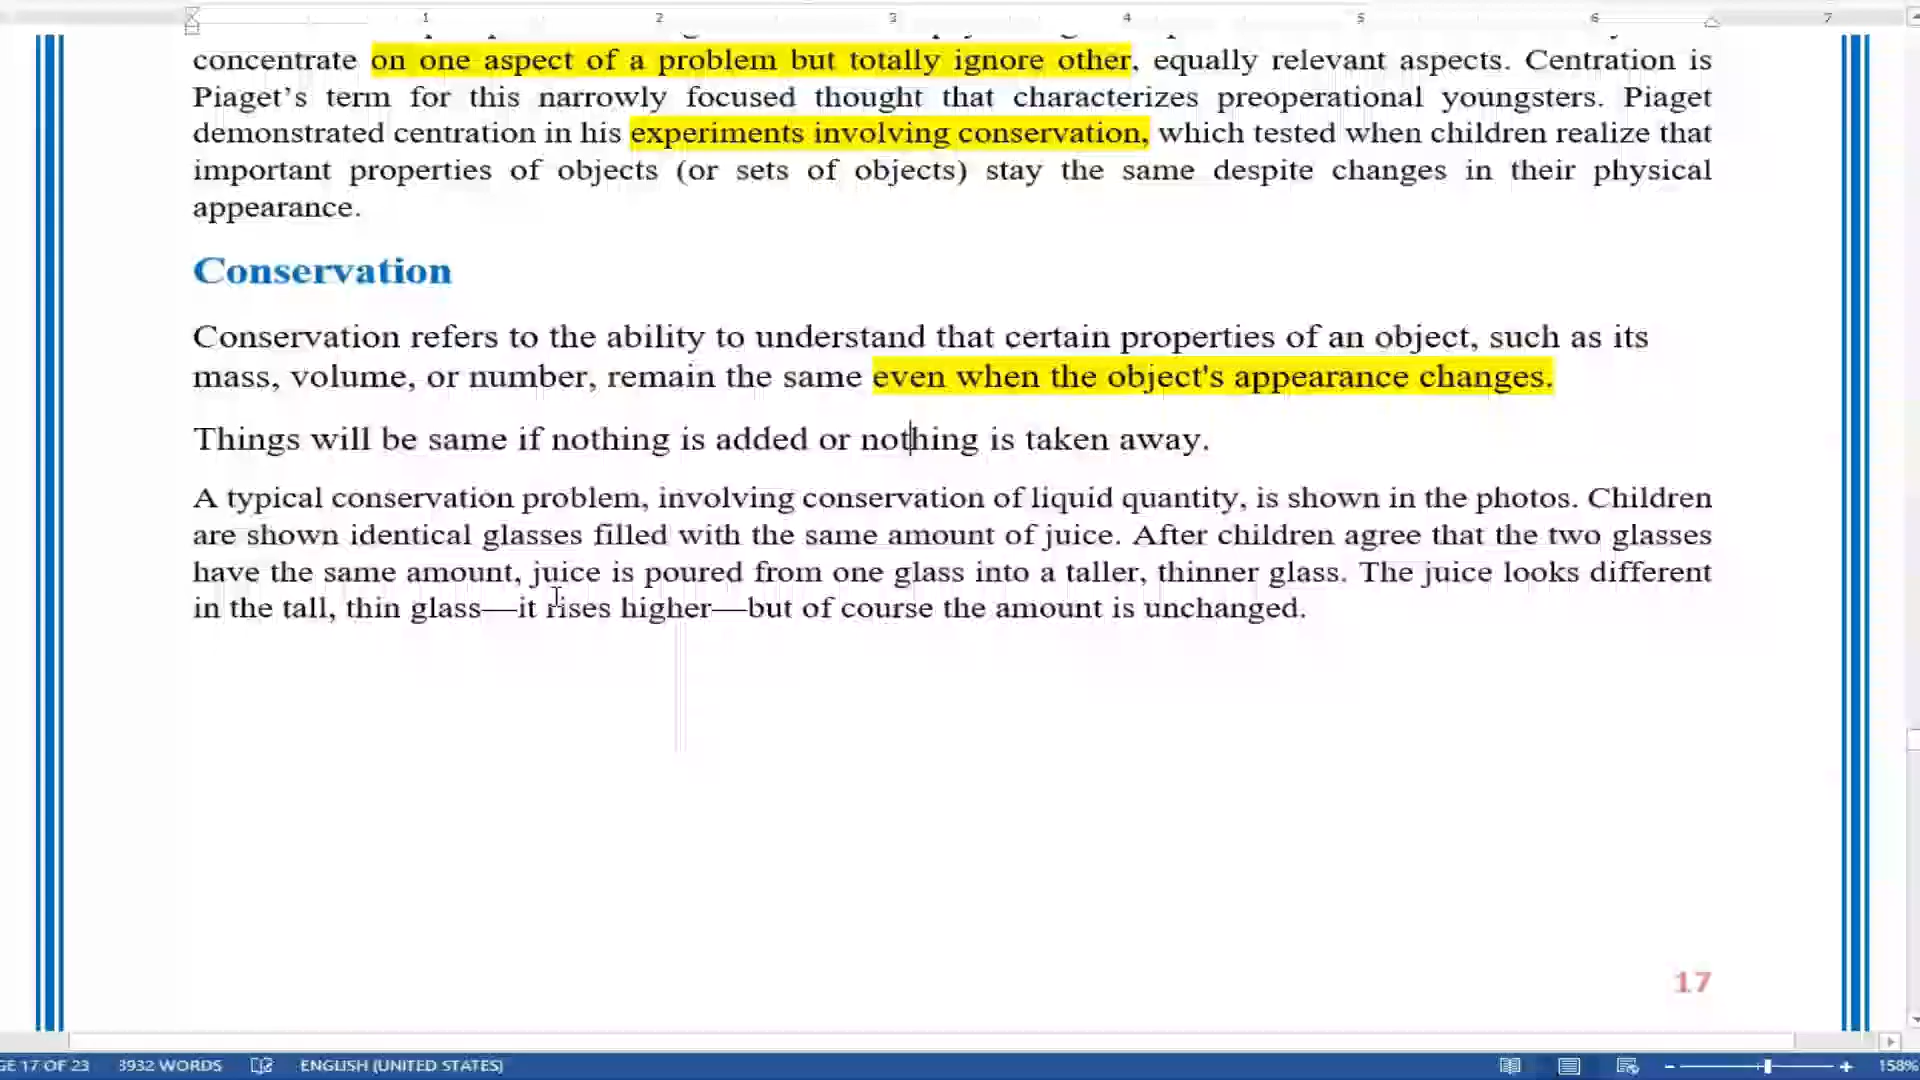 1 2 3 4 5 6 7
concentrate on one aspect of a problem but totally ignore other, equally relevant aspects. Centration is
Piaget’s term for this narrowly focused thought that characterizes preoperational youngsters. Piaget
demonstrated centration in his experiments involving conservation, which tested when children realize that
important properties of objects (or sets of objects) stay the same despite changes in their physical
appearance.
Conservation
Conservation refers to the ability to understand that certain properties of an object, such as its
mass, volume, or number, remain the same even when the object's appearance changes.
Things will be same if nothing is added or nothing is taken away.
A typical conservation problem, involving conservation of liquid quantity, is shown in the photos. Children
are shown identical glasses filled with the same amount of juice. After children agree that the two glasses
have the same amount, juice is poured from one glass into a taller, thinner glass. The juice looks different
in the tall, thin glass—it rises higher—but of course the amount is unchanged.
17
GE 17 OF 23 3932 WORDS ENGLISH (UNITED STATES) 158%